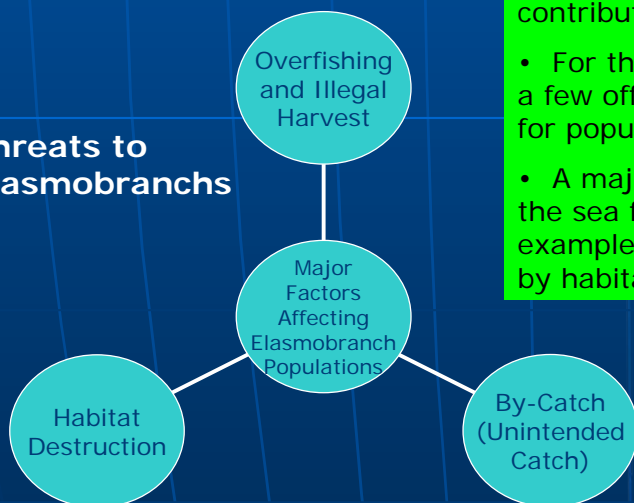 hreats to
asmobranchs
Overfishing
and Illegal
Harvest
Major
Factors
Affecting
Elasmobranch
Populations
Habitat
Destruction
By-Catch
(Unintended
Catch)
contribut
• For th
a few off
for popu
• A maj
the sea f
example
by habita